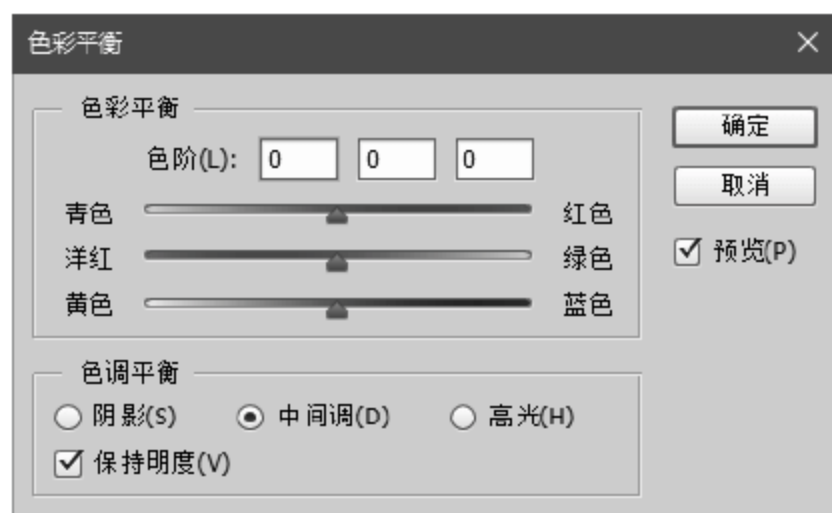 色彩平衡
色彩平衡
色阶(L): 0 0 0
青色 红色
洋红 绿色
黄色 蓝色
色调平衡
阴影(S) 中间调(D) 高光(H)
保持明度(V)
确定
取消
预览(P)